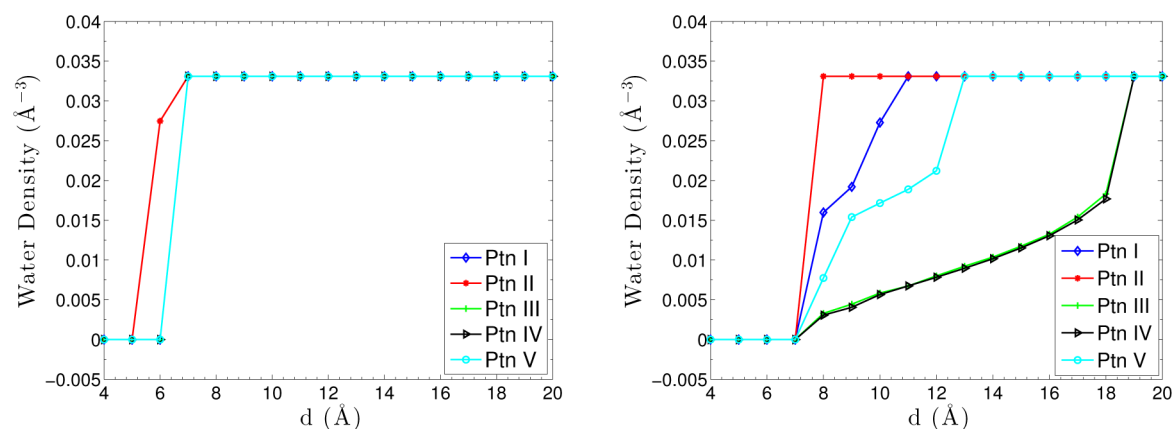 0.04
0.035
0.03
0.025
0.02
0.015
0.01
0.005
0
−0.005
4 6 8 10 12 14 16 18 20
Water Density (Å⁻³)
d (Å)
Ptn I
Ptn II
Ptn III
Ptn IV
Ptn V
0.04
0.035
0.03
0.025
0.02
0.015
0.01
0.005
0
−0.005
4 6 8 10 12 14 16 18 20
Water Density (Å⁻³)
d (Å)
Ptn I
Ptn II
Ptn III
Ptn IV
Ptn V